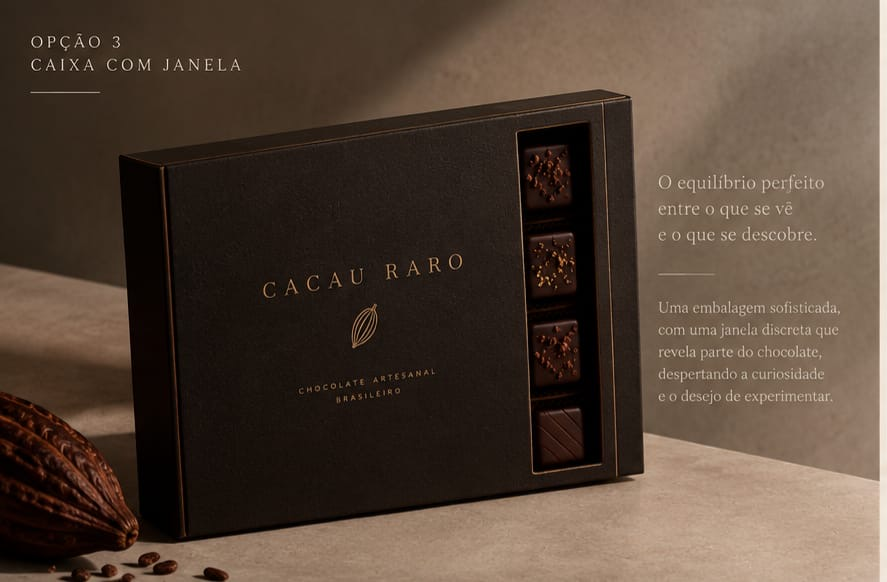 OPÇÃO 3
CAIXA COM JANELA
CACAU RARO
CHOCOLATE ARTESANAL
BRASILEIRO
O equilíbrio perfeito
entre o que se vê
e o que se descobre.
Uma embalagem sofisticada,
com uma janela discreta que
revela parte do chocolate,
despertando a curiosidade
e o desejo de experimentar.